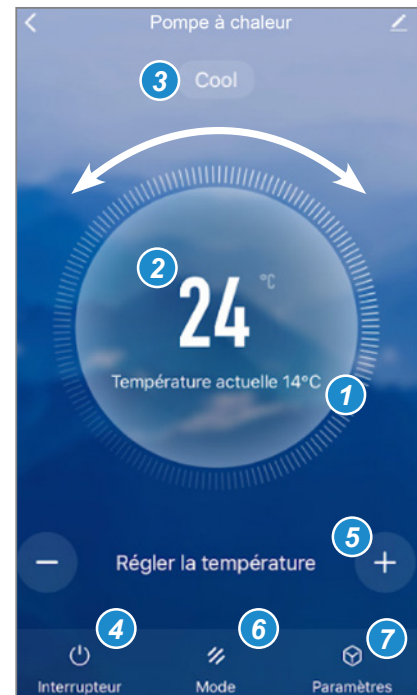 Pompe à chaleur
3 Cool
2
24 °C
Température actuelle 14°C
1
5
− Régler la température +
4 6 7
Interrupteur Mode Paramètres